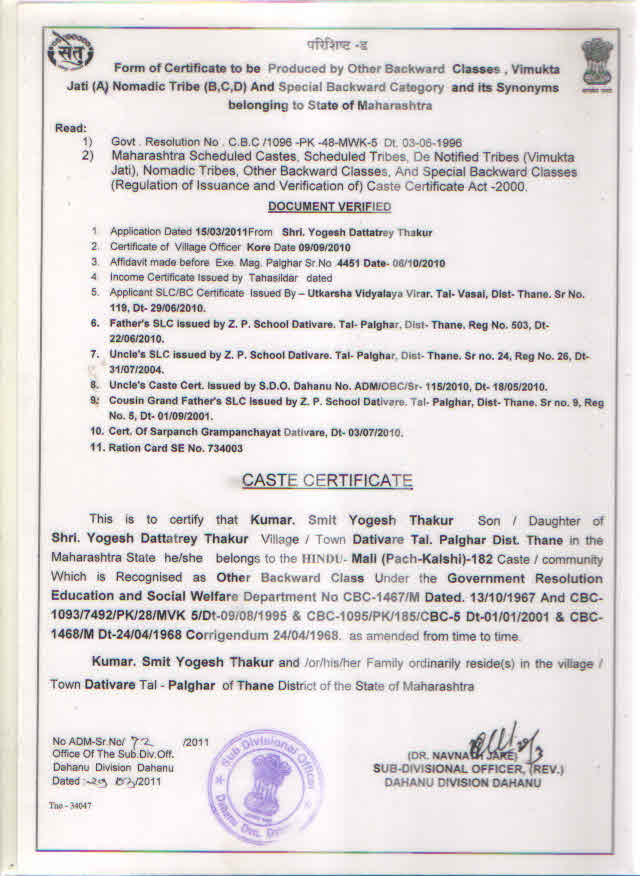 सेतु
परिशिष्ट -ड
Form of Certificate to be Produced by Other Backward Classes , Vimukta
Jati (A) Nomadic Tribe (B,C,D) And Special Backward Category and its Synonyms
belonging to State of Maharashtra
Read:
1) Govt . Resolution No . C.B.C /1096 -PK -48-MWK-5 Dt. 03-06-1996
2) Maharashtra Scheduled Castes, Scheduled Tribes, De Notified Tribes (Vimukta
Jati), Nomadic Tribes, Other Backward Classes, And Special Backward Classes
(Regulation of Issuance and Verification of) Caste Certificate Act -2000.
DOCUMENT VERIFIED
1. Application Dated 15/03/2011From Shri. Yogesh Dattatrey Thakur
2. Certificate of Village Officer Kore Date 09/09/2010
3. Affidavit made before Exe. Mag. Palghar Sr.No .4451 Date- 06/10/2010
4. Income Certificate Issued by Tahasildar dated
5. Applicant SLC/BC Certificate Issued By – Utkarsha Vidyalaya Virar. Tal- Vasai, Dist- Thane. Sr No.
119, Dt- 29/06/2010.
6. Father's SLC issued by Z. P. School Dativare. Tal- Palghar, Dist- Thane. Reg No. 503, Dt-
22/06/2010.
7. Uncle's SLC issued by Z. P. School Dativare. Tal- Palghar, Dist- Thane. Sr no. 24, Reg No. 26, Dt-
31/07/2004.
8. Uncle's Caste Cert. Issued by S.D.O. Dahanu No. ADM/OBC/Sr- 115/2010, Dt- 18/05/2010.
9. Cousin Grand Father's SLC issued by Z. P. School Dativare. Tal- Palghar, Dist- Thane. Sr no. 9, Reg
No. 5, Dt- 01/09/2001.
10. Cert. Of Sarpanch Grampanchayat Dativare, Dt- 03/07/2010.
11. Ration Card SE No. 734003
CASTE CERTIFICATE
This is to certify that Kumar. Smit Yogesh Thakur Son / Daughter of
Shri. Yogesh Dattatrey Thakur Village / Town Dativare Tal. Palghar Dist. Thane in the
Maharashtra State he/she belongs to the HINDU- Mali (Pach-Kalshi)-182 Caste / community
Which is Recognised as Other Backward Class Under the Government Resolution
Education and Social Welfare Department No CBC-1467/M Dated. 13/10/1967 And CBC-
1093/7492/PK/28/MVK 5/Dt-09/08/1995 & CBC-1095/PK/185/CBC-5 Dt-01/01/2001 & CBC-
1468/M Dt-24/04/1968 Corrigendum 24/04/1968. as amended from time to time.
Kumar. Smit Yogesh Thakur and /or/his/her Family ordinarily reside(s) in the village /
Town Dativare Tal - Palghar of Thane District of the State of Maharashtra
No ADM-Sr.No/ 72 /2011
Office Of The Sub.Div.Off.
Dahanu Division Dahanu
Dated :29 03/2011
Tno - 34047
Sub Divisional Officer
Dahanu Dvn.
(DR. NAVNATH JARE)
SUB-DIVISIONAL OFFICER, (REV.)
DAHANU DIVISION DAHANU